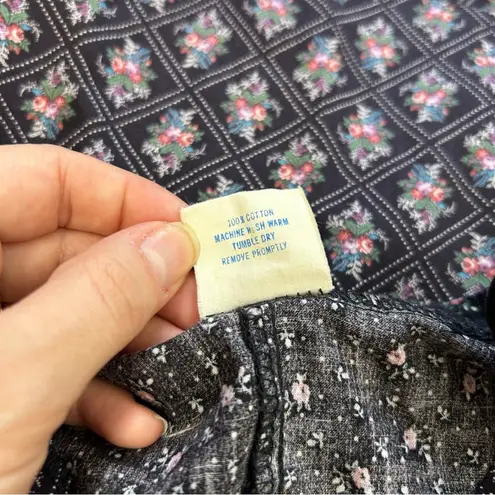 100% COTTON
MACHINE WASH WARM
TUMBLE DRY
REMOVE PROMPTLY